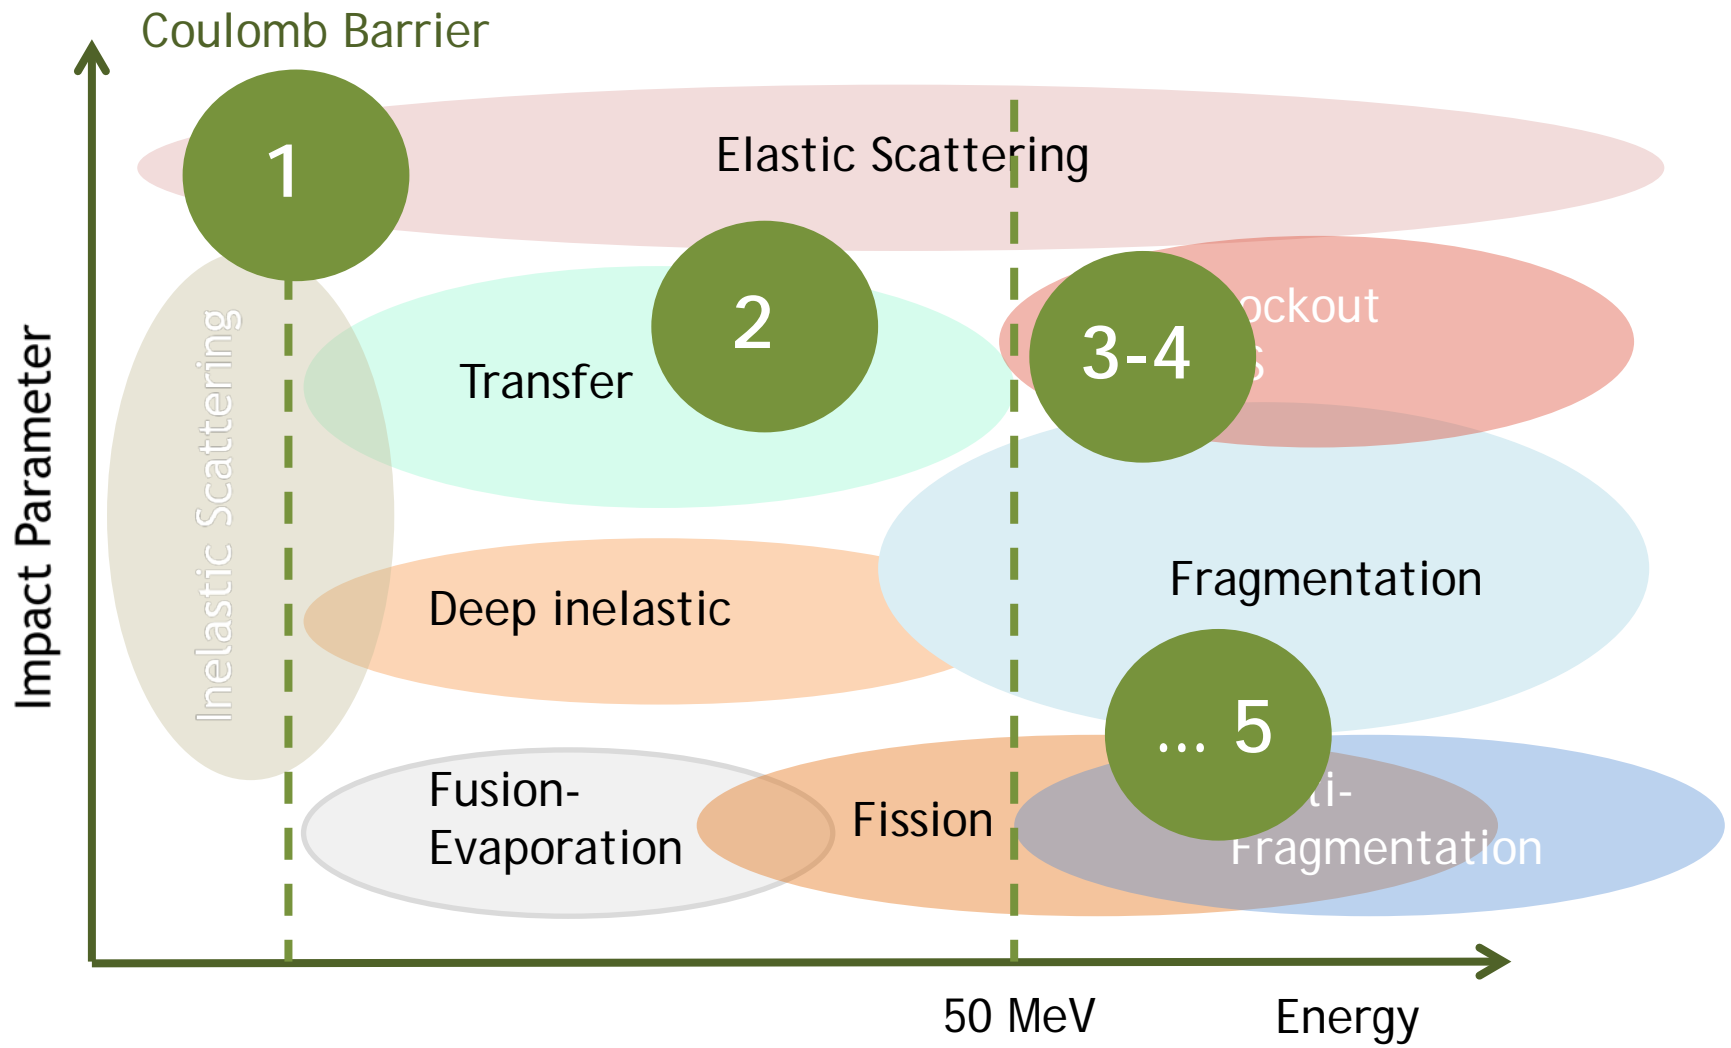 Coulomb Barrier
1
Elastic Scattering
2
3-4
ockout
s
Transfer
Inelastic Scattering
Impact Parameter
Fragmentation
Deep inelastic
... 5
Fusion-
Evaporation
Fission
ti-
Fragmentation
50 MeV
Energy